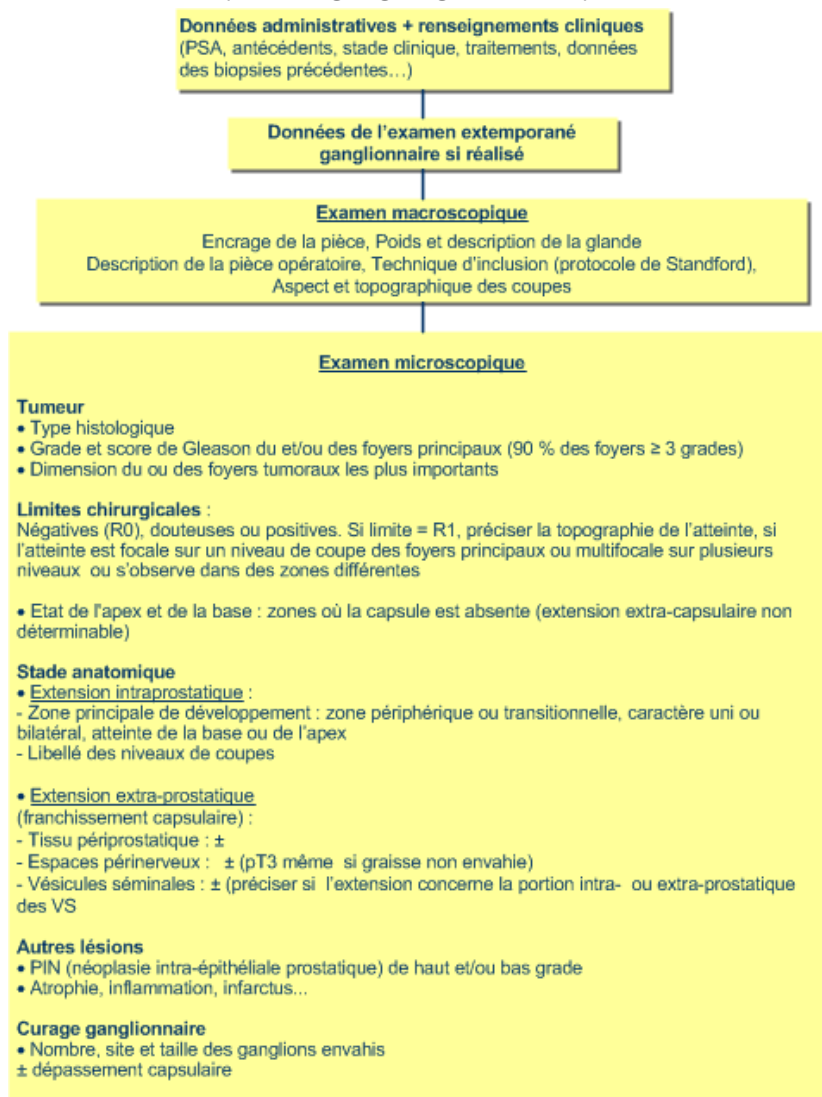 Données administratives + renseignements cliniques
(PSA, antécédents, stade clinique, traitements, données
des biopsies précédentes…)
Données de l'examen extemporané
ganglionnaire si réalisé
Examen macroscopique
Encrage de la pièce, Poids et description de la glande
Description de la pièce opératoire, Technique d'inclusion (protocole de Standford),
Aspect et topographique des coupes
Examen microscopique
Tumeur
• Type histologique
• Grade et score de Gleason du et/ou des foyers principaux (90 % des foyers ≥ 3 grades)
• Dimension du ou des foyers tumoraux les plus importants
Limites chirurgicales :
Négatives (R0), douteuses ou positives. Si limite = R1, préciser la topographie de l'atteinte, si
l'atteinte est focale sur un niveau de coupe des foyers principaux ou multifocale sur plusieurs
niveaux ou s'observe dans des zones différentes
• Etat de l'apex et de la base : zones où la capsule est absente (extension extra-capsulaire non
déterminable)
Stade anatomique
• Extension intraprostatique :
- Zone principale de développement : zone périphérique ou transitionnelle, caractère uni ou
bilatéral, atteinte de la base ou de l'apex
- Libellé des niveaux de coupes
• Extension extra-prostatique
(franchissement capsulaire) :
- Tissu périprostatique : ±
- Espaces périnerveux : ± (pT3 même si graisse non envahie)
- Vésicules séminales : ± (préciser si l'extension concerne la portion intra- ou extra-prostatique
des VS
Autres lésions
• PIN (néoplasie intra-épithéliale prostatique) de haut et/ou bas grade
• Atrophie, inflammation, infarctus...
Curage ganglionnaire
• Nombre, site et taille des ganglions envahis
± dépassement capsulaire